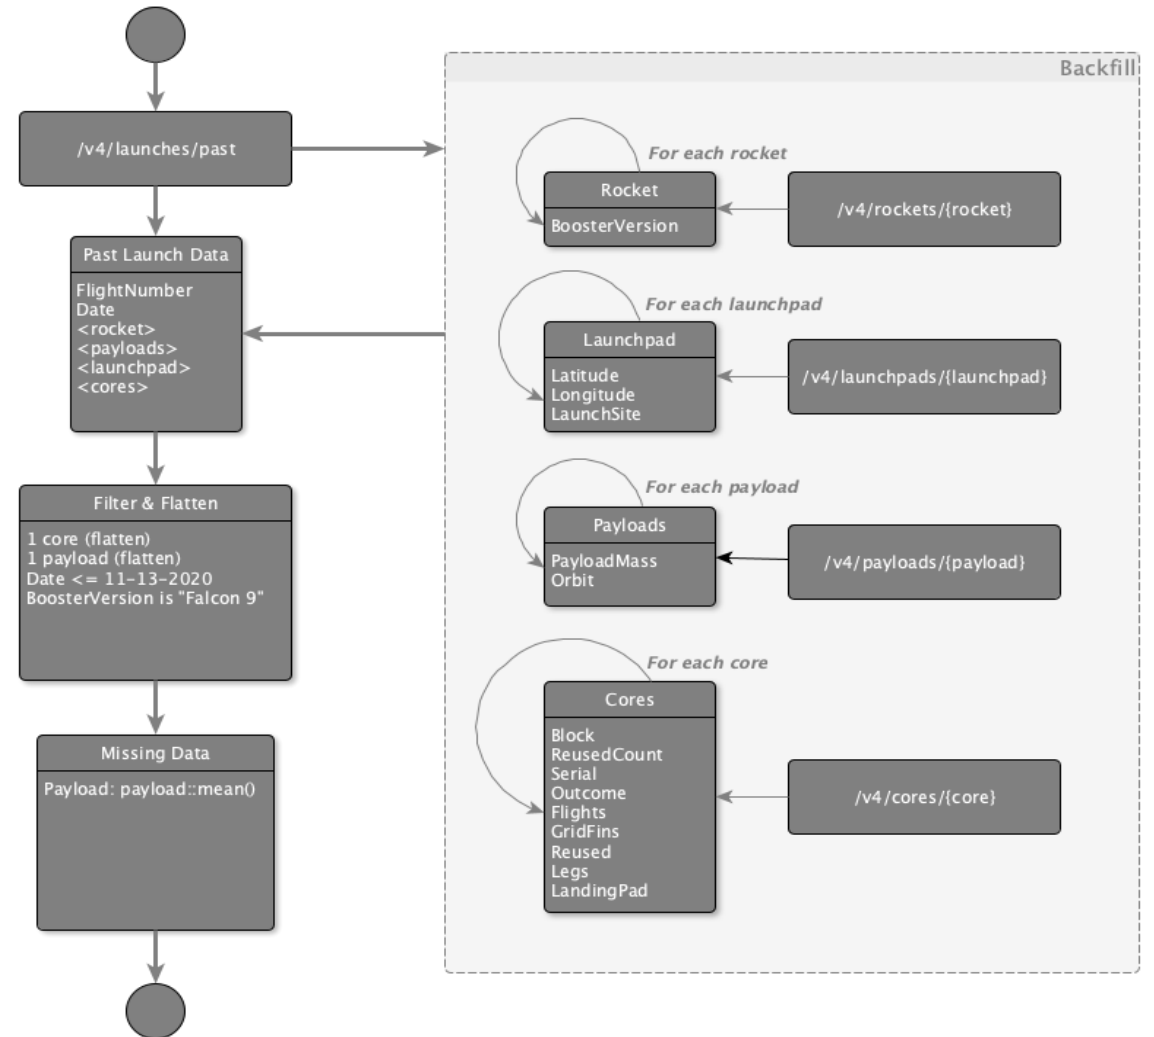 /v4/launches/past
Past Launch Data
FlightNumber
Date
<rocket>
<payloads>
<launchpad>
<cores>
Filter & Flatten
1 core (flatten)
1 payload (flatten)
Date <= 11-13-2020
BoosterVersion is "Falcon 9"
Missing Data
Payload: payload::mean()
Backfill
For each rocket
Rocket
BoosterVersion
/v4/rockets/{rocket}
For each launchpad
Launchpad
Latitude
Longitude
LaunchSite
/v4/launchpads/{launchpad}
For each payload
Payloads
PayloadMass
Orbit
/v4/payloads/{payload}
For each core
Cores
Block
ReusedCount
Serial
Outcome
Flights
GridFins
Reused
Legs
LandingPad
/v4/cores/{core}